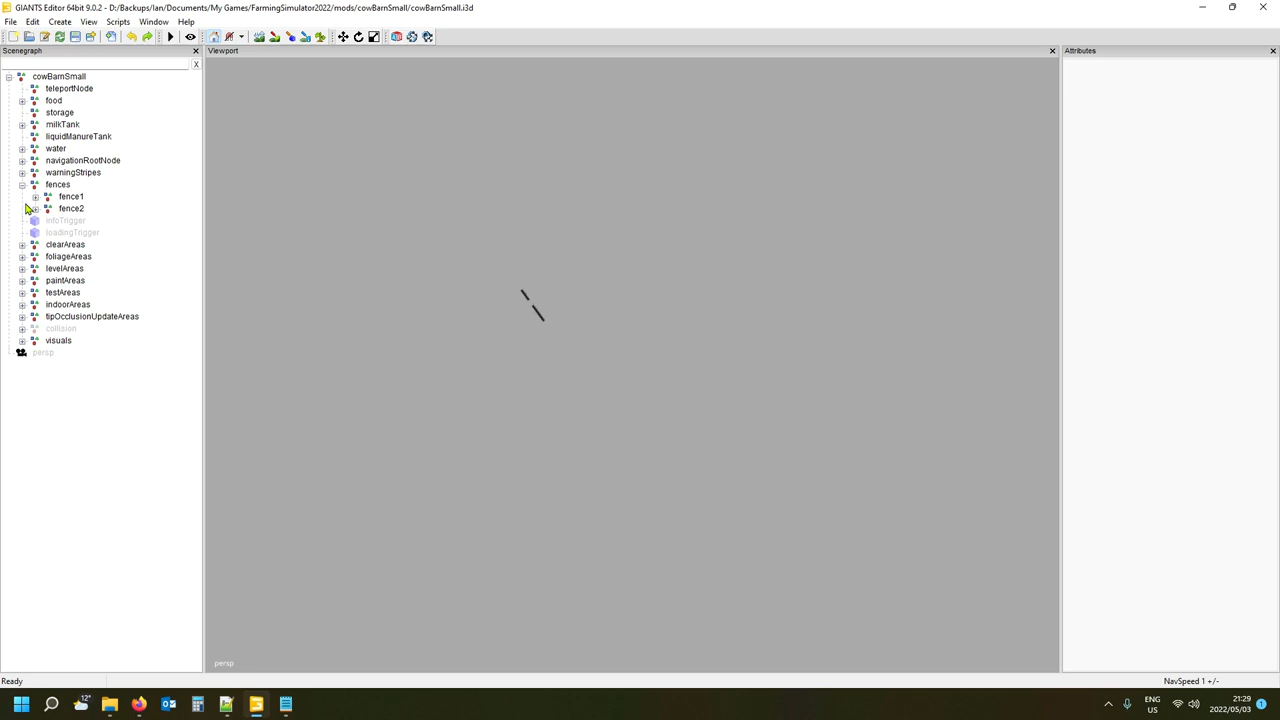 GIANTS Editor 64bit - 9.0.2 - D:/Backups/Ian/Documents/My Games/FarmingSimulator2022/mods/cowBarnSmall/cowBarnSmall.i3d
File Edit Create View Scripts Window Help
Scenegraph
Viewport
Attributes
X
cowBarnSmall
teleportNode
food
storage
milkTank
liquidManureTank
water
navigationRootNode
warningStripes
fences
fence1
fence2
infoTrigger
loadingTrigger
clearAreas
foliageAreas
levelAreas
paintAreas
testAreas
indoorAreas
tipOcclusionUpdateAreas
collision
visuals
persp
persp
Ready
NavSpeed 1 +/-
12°
ENG
US
21:29
2022/05/03
1